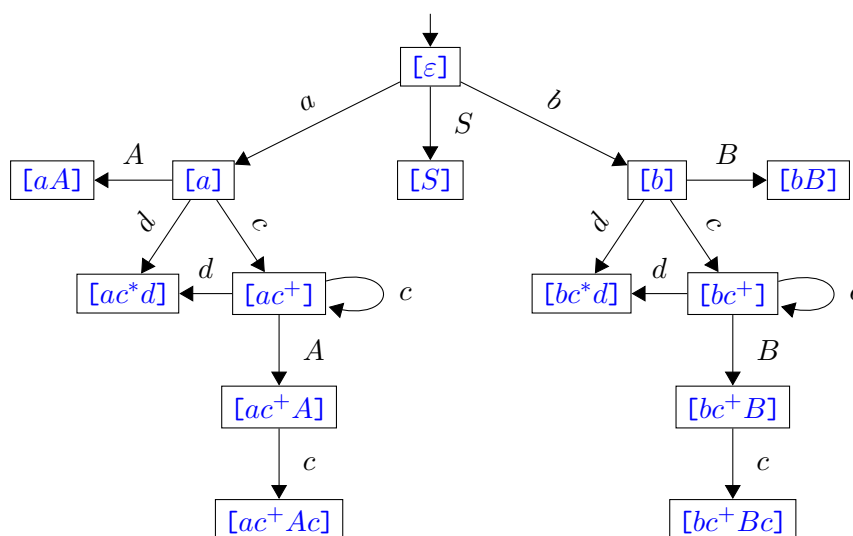 [ε]
a S b
[aA] A [a] [S] [b] B [bB]
d c d c
[ac*d] d [ac⁺] c [bc*d] d [bc⁺]
A B
[ac⁺A] [bc⁺B]
c c
[ac⁺Ac] [bc⁺Bc]